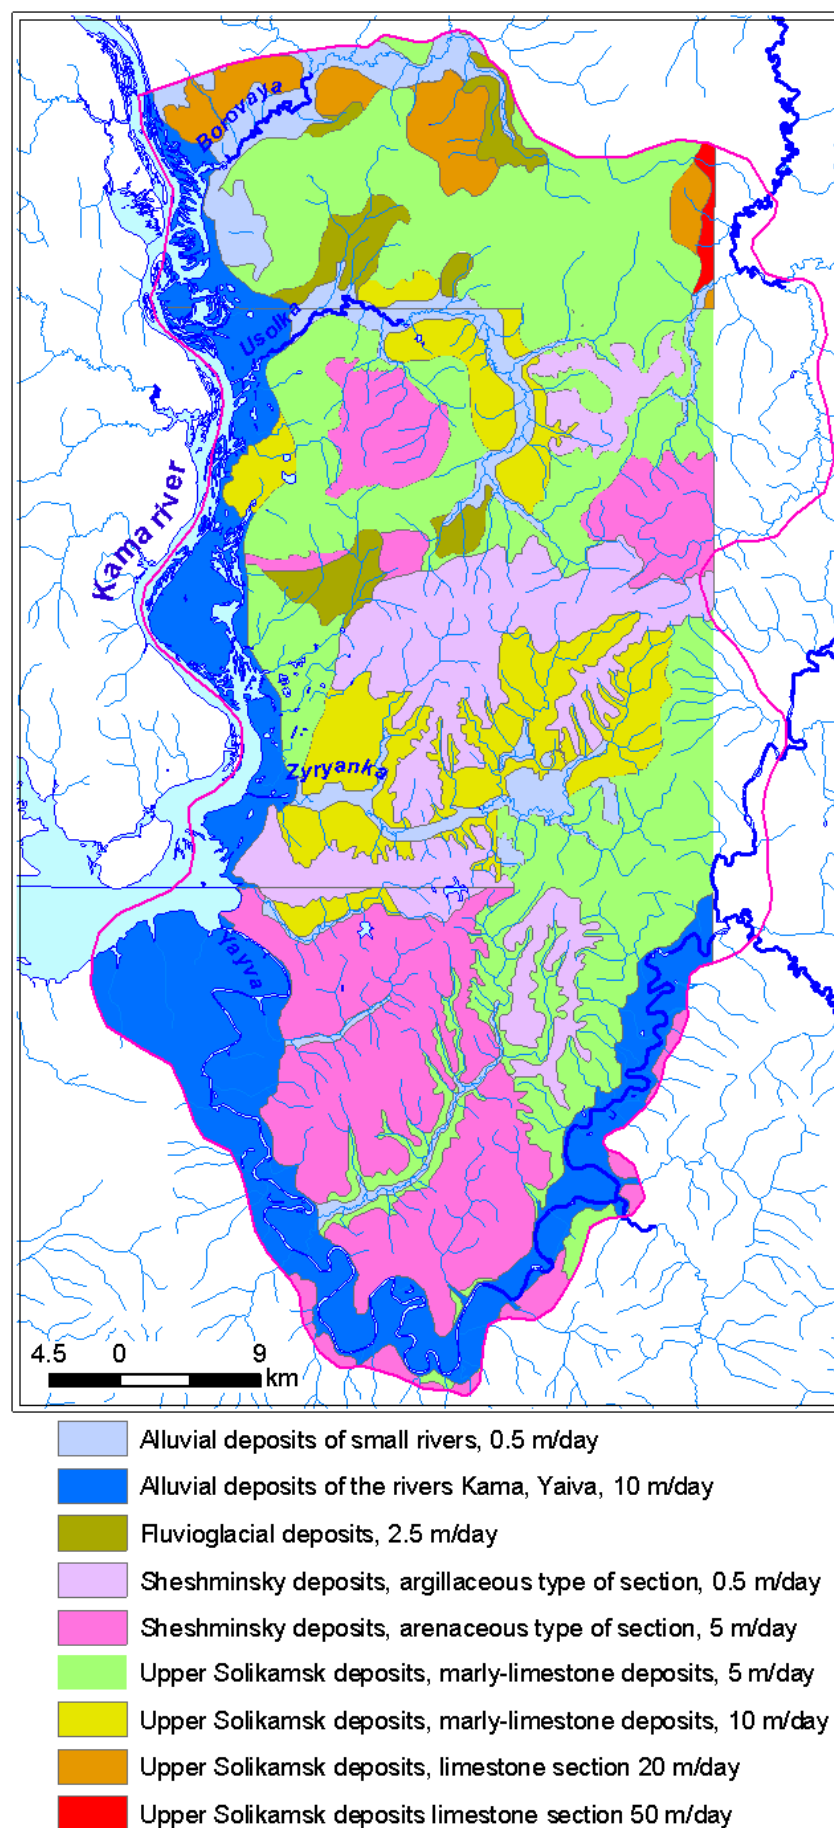 Borovaya
Usolka
Kama river
Zyryanka
Yayva
4.5 0 9
km
Alluvial deposits of small rivers, 0.5 m/day
Alluvial deposits of the rivers Kama, Yaiva, 10 m/day
Fluvioglacial deposits, 2.5 m/day
Sheshminsky deposits, argillaceous type of section, 0.5 m/day
Sheshminsky deposits, arenaceous type of section, 5 m/day
Upper Solikamsk deposits, marly-limestone deposits, 5 m/day
Upper Solikamsk deposits, marly-limestone deposits, 10 m/day
Upper Solikamsk deposits, limestone section 20 m/day
Upper Solikamsk deposits limestone section 50 m/day